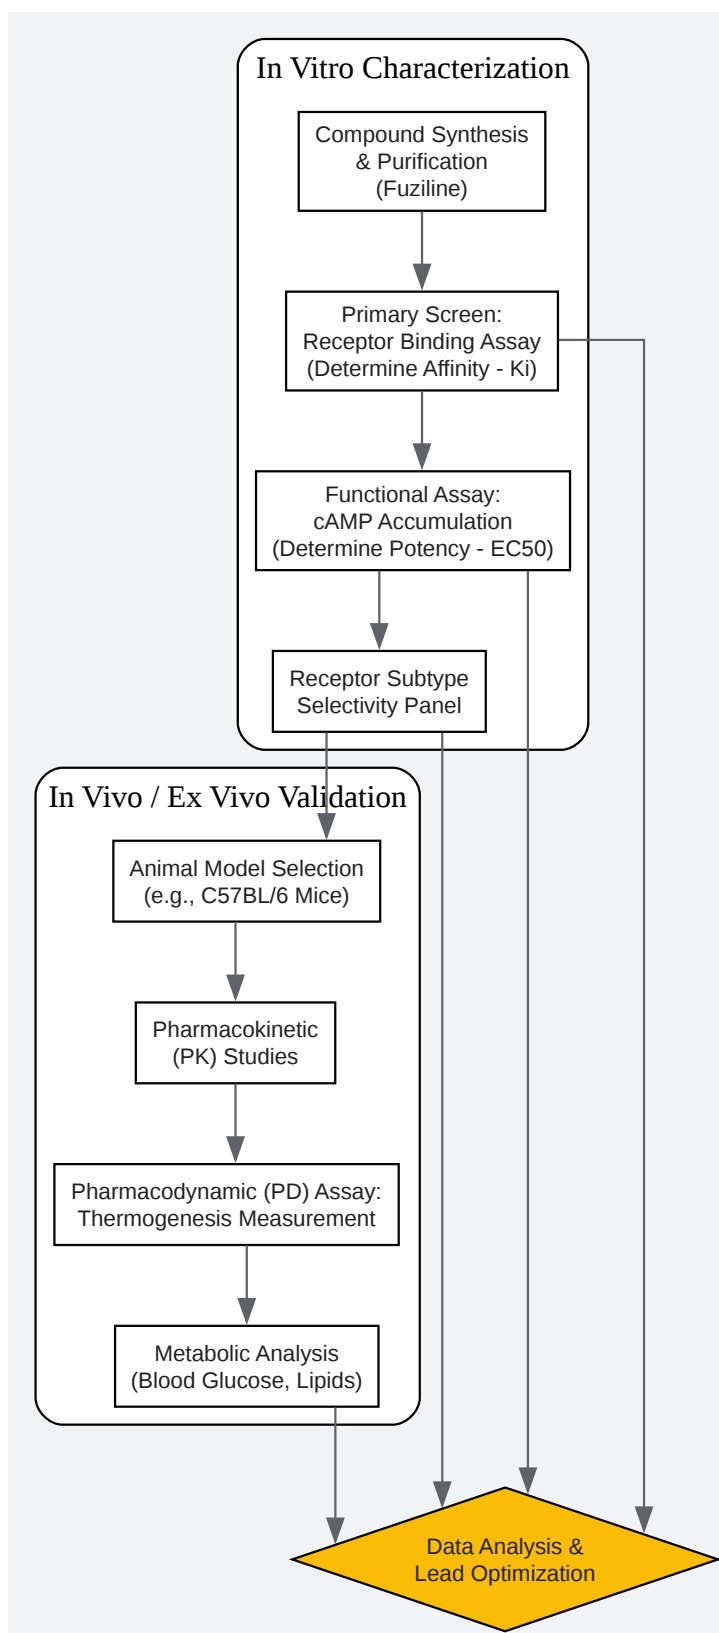 In Vitro Characterization
Compound Synthesis
& Purification
(Fuziline)
Primary Screen:
Receptor Binding Assay
(Determine Affinity - Ki)
Functional Assay:
cAMP Accumulation
(Determine Potency - EC50)
Receptor Subtype
Selectivity Panel
In Vivo / Ex Vivo Validation
Animal Model Selection
(e.g., C57BL/6 Mice)
Pharmacokinetic
(PK) Studies
Pharmacodynamic (PD) Assay:
Thermogenesis Measurement
Metabolic Analysis
(Blood Glucose, Lipids)
Data Analysis &
Lead Optimization